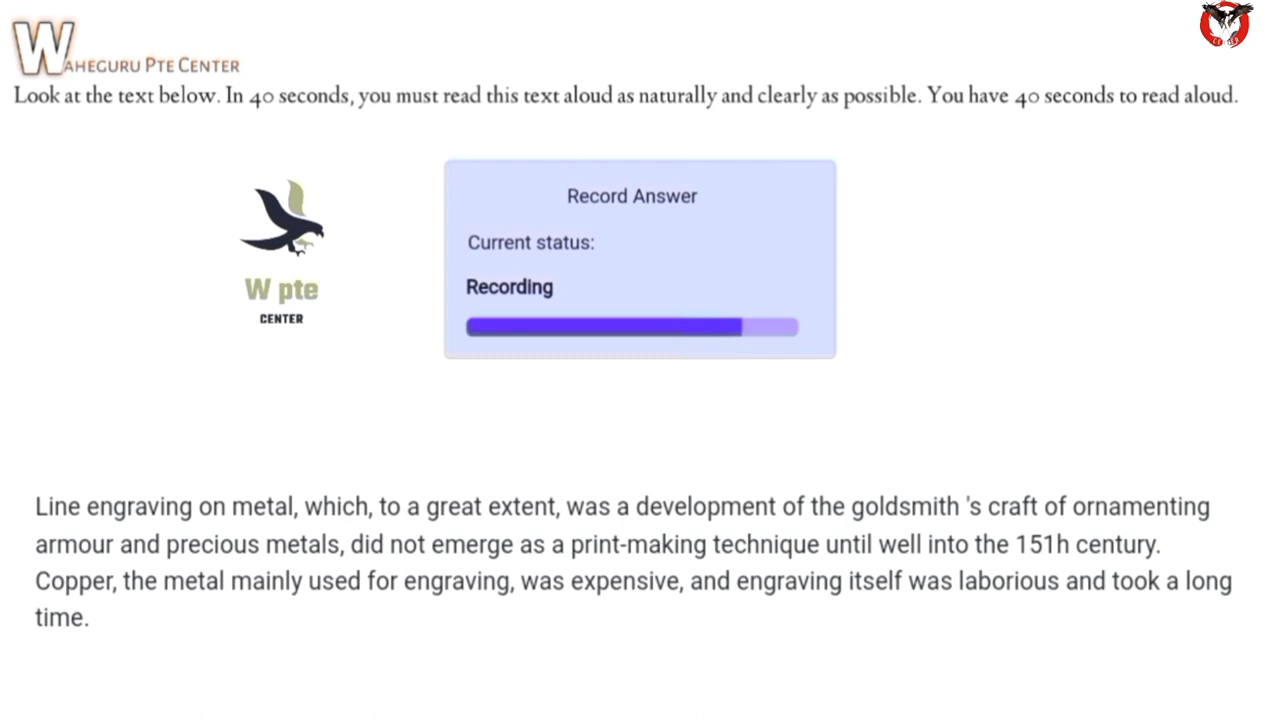 WAHEGURU PTE CENTER
Look at the text below. In 40 seconds, you must read this text aloud as naturally and clearly as possible. You have 40 seconds to read aloud.
Record Answer
Current status:
Recording
W pte
CENTER
Line engraving on metal, which, to a great extent, was a development of the goldsmith 's craft of ornamenting
armour and precious metals, did not emerge as a print-making technique until well into the 151h century.
Copper, the metal mainly used for engraving, was expensive, and engraving itself was laborious and took a long
time.